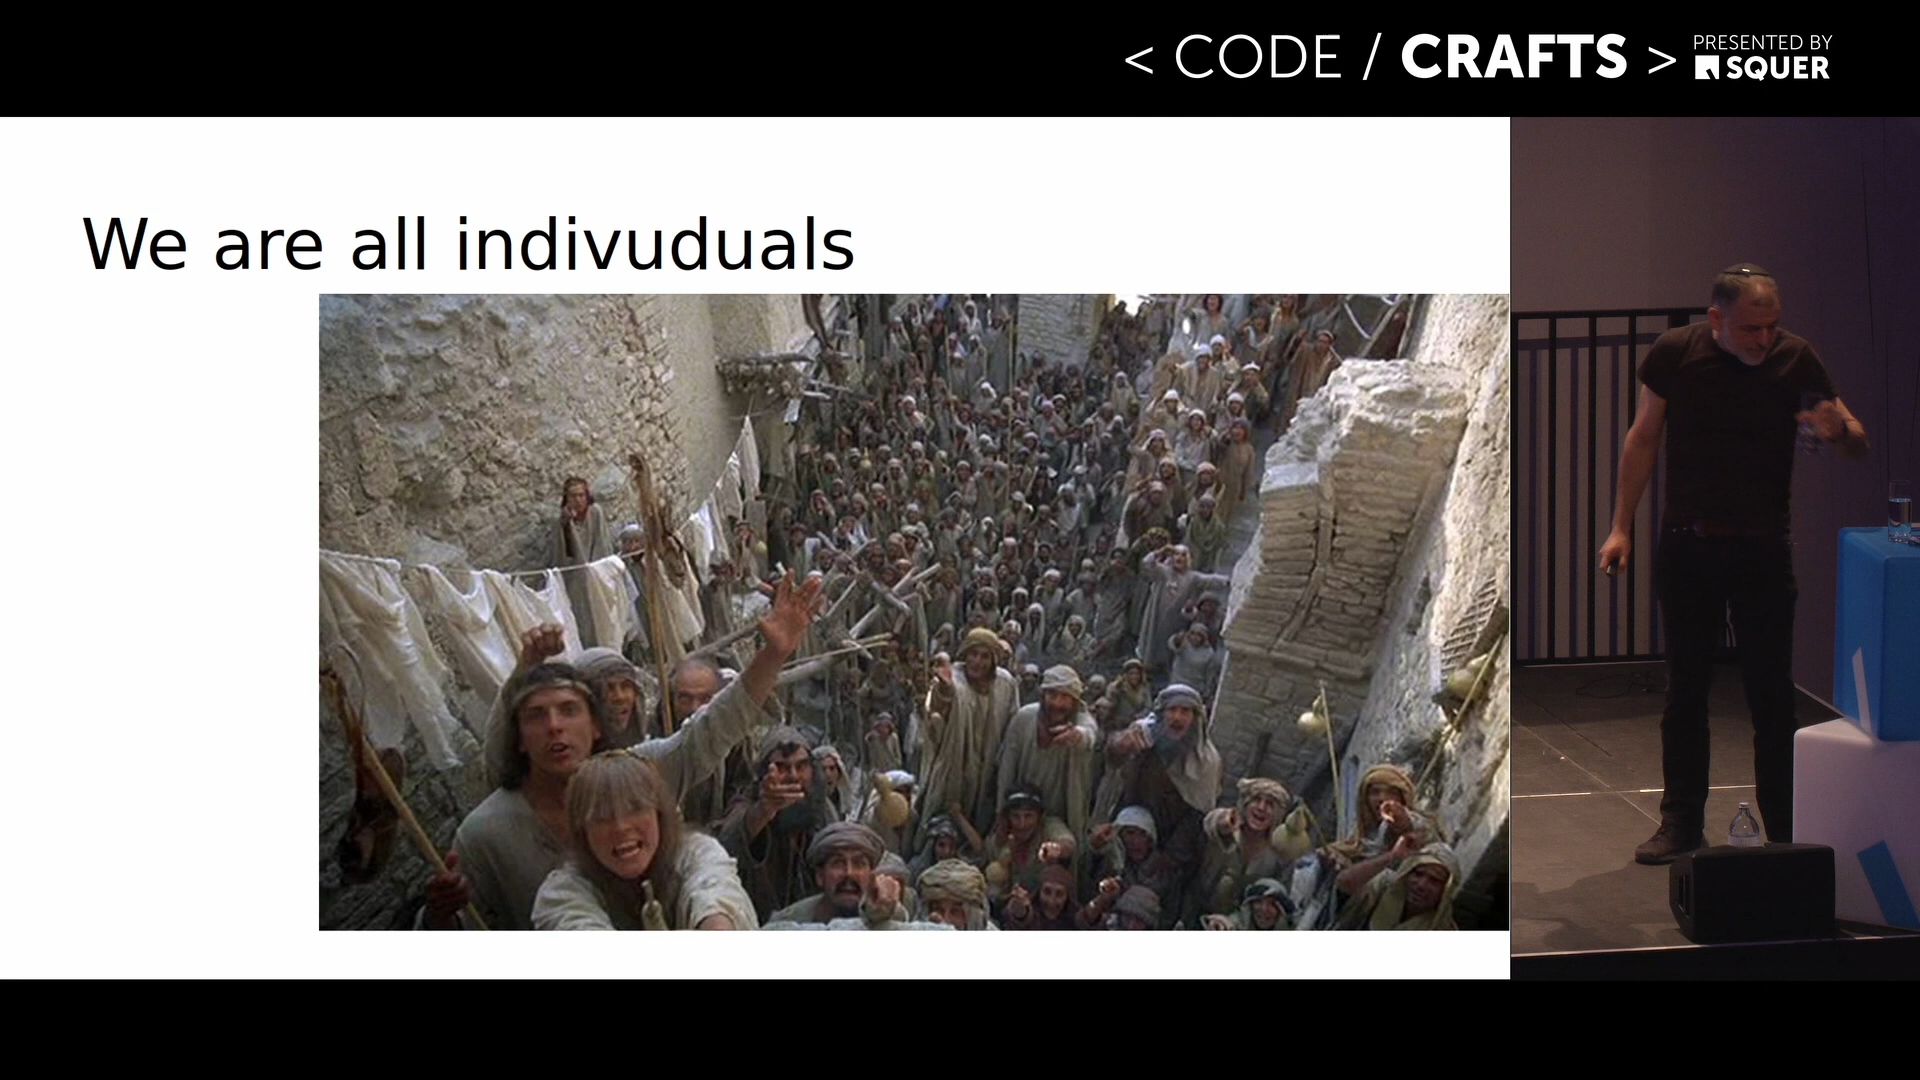 < CODE / CRAFTS >
PRESENTED BY
SQUER
We are all indivuduals